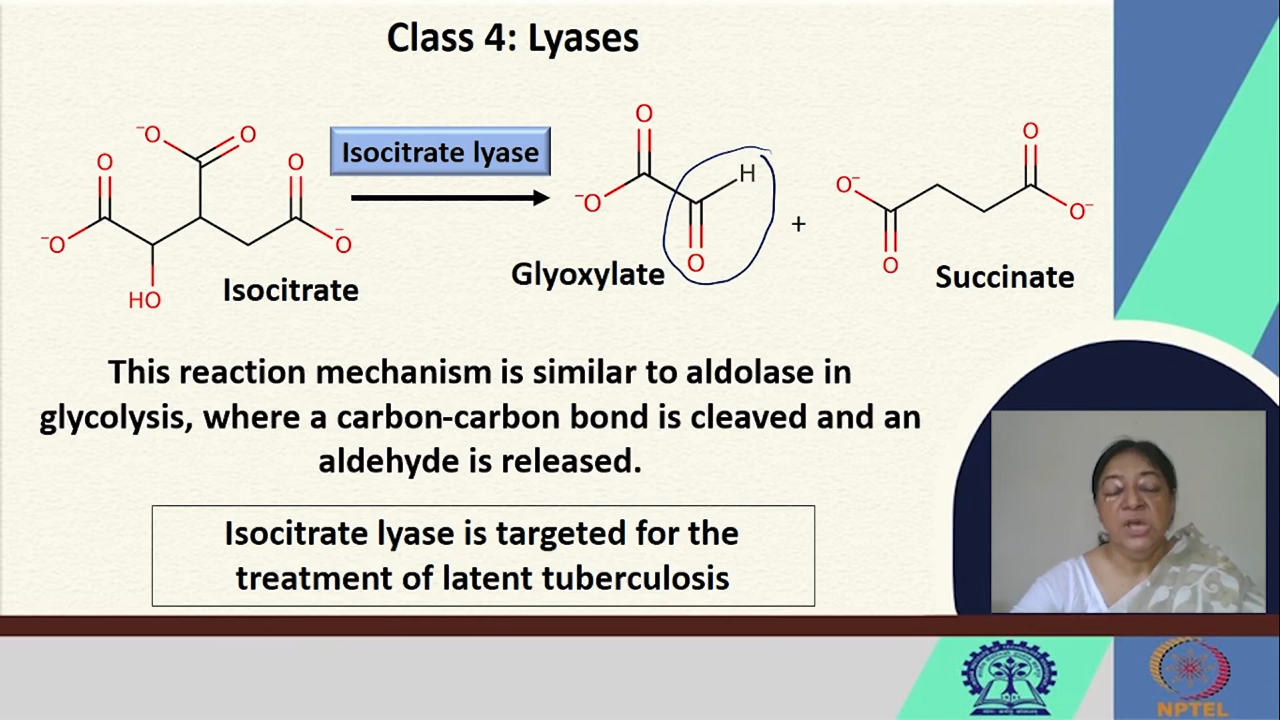 Class 4: Lyases
⁻O
O
O
O
⁻O
O⁻
HO
Isocitrate
Isocitrate lyase
O
H
⁻O
O
Glyoxylate
+
O
O⁻
O⁻
O
Succinate
This reaction mechanism is similar to aldolase in
glycolysis, where a carbon-carbon bond is cleaved and an
aldehyde is released.
Isocitrate lyase is targeted for the
treatment of latent tuberculosis
NPTEL